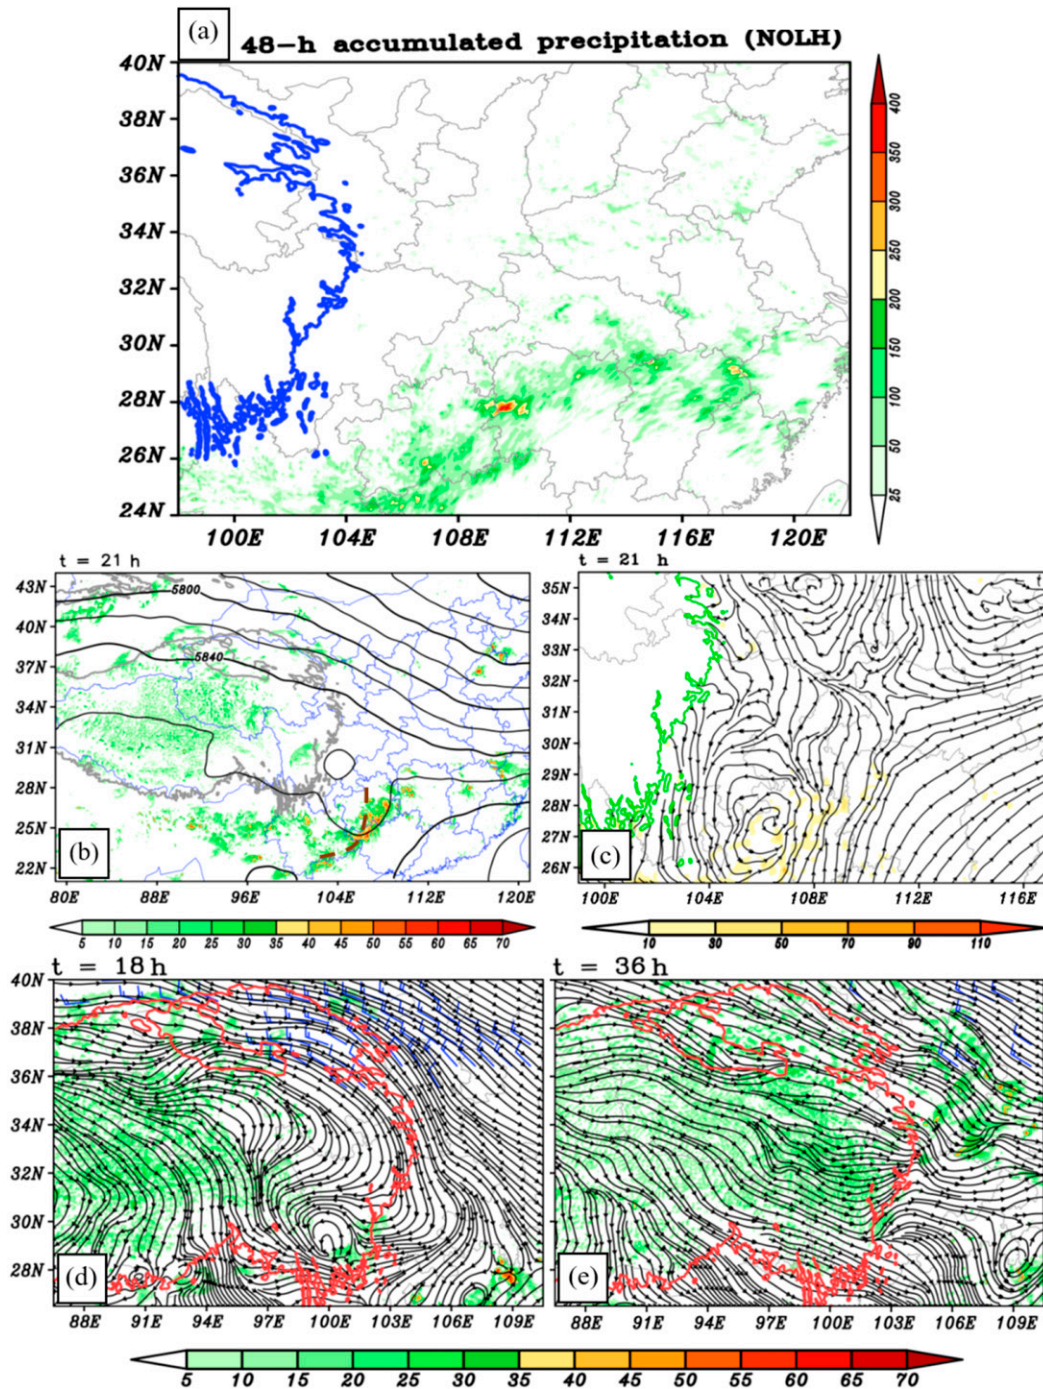 (a) 48-h accumulated precipitation (NOLH)
40N
38N
36N
34N
32N
30N
28N
26N
24N
100E 104E 108E 112E 116E 120E
400
350
300
250
200
150
100
50
25
t = 21 h
43N
40N
37N
34N
31N
28N
25N
22N
5800
5840
(b)
80E 88E 96E 104E 112E 120E
5 10 15 20 25 30 35 40 45 50 55 60 65 70
t = 21 h
35N
34N
33N
32N
31N
30N
29N
28N
27N
26N
(c)
100E 104E 108E 112E 116E
10 30 50 70 90 110
t = 18h
40N
38N
36N
34N
32N
30N
28N
(d)
88E 91E 94E 97E 100E 103E 106E 109E
t = 36h
(e)
88E 91E 94E 97E 100E 103E 106E 109E
5 10 15 20 25 30 35 40 45 50 55 60 65 70